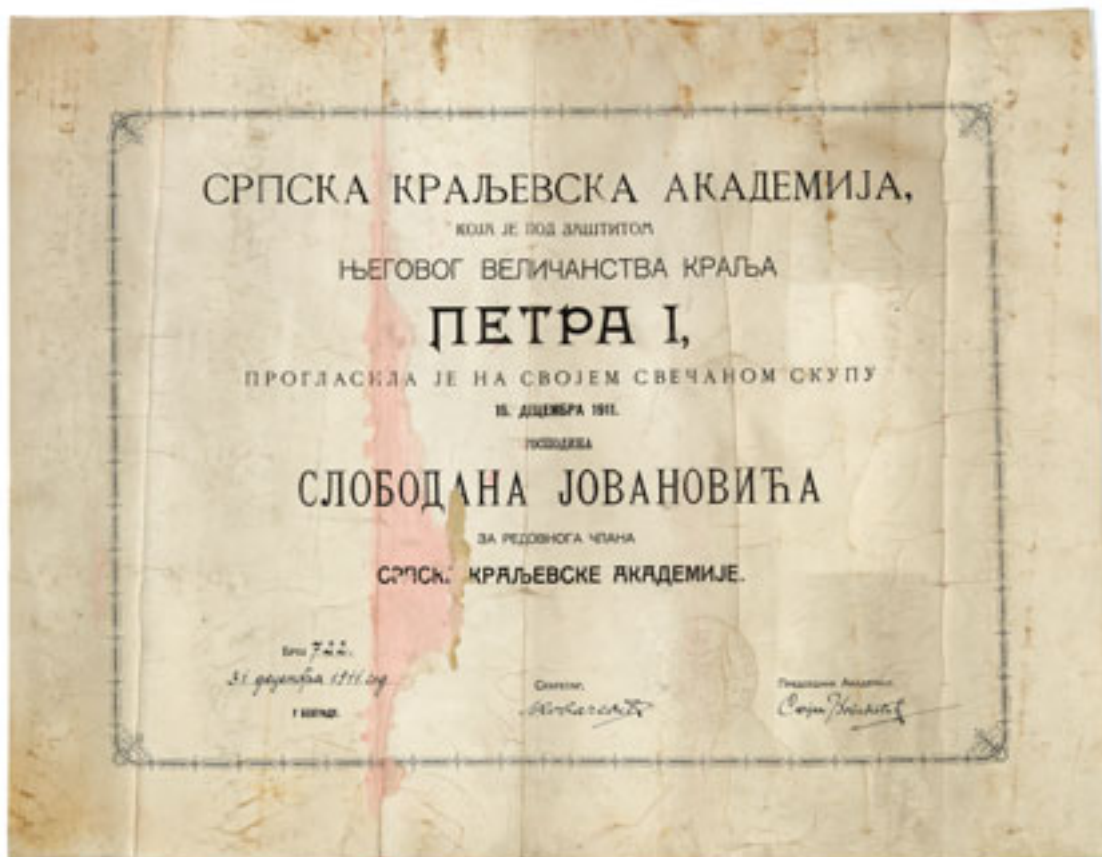 СРПСКА КРАЉЕВСКА АКАДЕМИЈА,
КОЈА ЈЕ ПОД ЗАШТИТОМ
ЊЕГОВОГ ВЕЛИЧАНСТВА КРАЉА
ПЕТРА I,
ПРОГЛАСИЛА ЈЕ НА СВОЈЕМ СВЕЧАНОМ СКУПУ
ДЕЦЕМБРА 1911.
ГОСПОДИНА
СЛОБОДАНА ЈОВАНОВИЋА
ЗА РЕДОВНОГА ЧЛАНА
КРАЉЕВСКЕ АКАДЕМИЈЕ.
Број 722.
31 децембра 1911 год
У БЕОГРАДУ.
Секретар,
Председник Академије